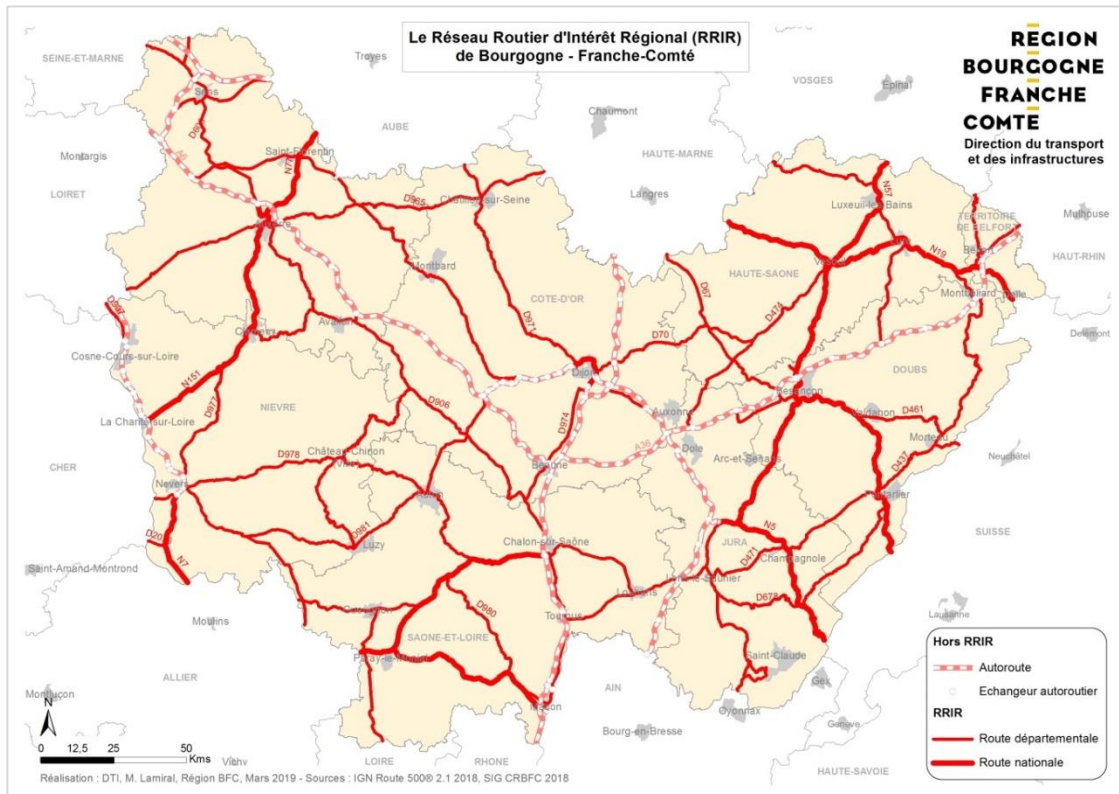 Le Réseau Routier d'Intérêt Régional (RRIR)
de Bourgogne - Franche-Comté
REGION
BOURGOGNE
FRANCHE
COMTE
Direction du transport
et des infrastructures
SEINE-ET-MARNE
Troyes
VOSGES
Epinal
Sens
Chaumont
AUBE
D606
Montargis
Saint-Florentin
HAUTE-MARNE
A6
N77
LOIRET
Langres
N57
Luxeuil-les-Bains
Mulhouse
D965
Châtillon-sur-Seine
TERRITOIRE
DE BELFORT
HAUT-RHIN
Auxerre
Belfort
Montbard
Vesoul
N19
HAUTE-SAONE
Delle
Montbéliard
D67
COTE-D'OR
D474
D971
Avallon
Clamecy
Delemont
D70
Cosne-Cours-sur-Loire
Dijon
DOUBS
N151
Besançon
Auxonne
NIEVRE
D977
D906
D974
La Charité-sur-Loire
Valdahon
D461
Dole
Morteau
A36
CHER
Château-Chinon
D978
Arc-et-Senans
Neuchâtel
D437
Beaune
Nevers
Autun
Pontarlier
N5
SUISSE
D981
Luzy
Chalon-sur-Saône
JURA
Champagnole
D471
N7
Saint-Amand-Montrond
Lons-le-Saunier
Louhans
D678
D980
Tournus
Lausanne
Moulins
SAONE-ET-LOIRE
Paray-le-Monial
Saint-Claude
ALLIER
Gex
Montluçon
AIN
Mâcon
Oyonnax
Bourg-en-Bresse
Genève
Vichy
LOIRE
RHONE
HAUTE-SAVOIE
Hors RRIR
Autoroute
Echangeur autoroutier
RRIR
Route départementale
Route nationale
N
0 12,5 25 50
Kms
Réalisation : DTI, M. Lamiral, Région BFC, Mars 2019 - Sources : IGN Route 500® 2.1 2018, SIG CRBFC 2018